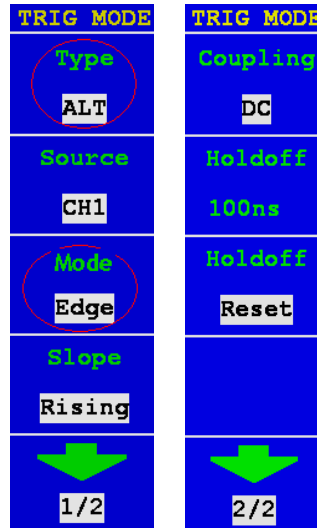 TRIG MODE
Type
ALT
Source
CH1
Mode
Edge
Slope
Rising
1/2
TRIG MODE
Coupling
DC
Holdoff
100ns
Holdoff
Reset
2/2